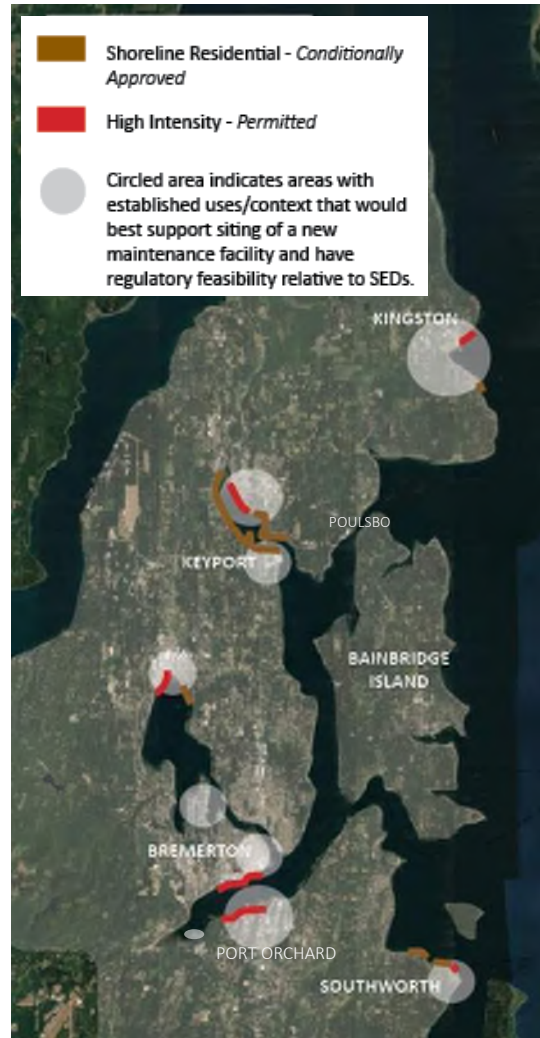 Shoreline Residential - Conditionally
Approved
High Intensity - Permitted
Circled area indicates areas with
established uses/context that would
best support siting of a new
maintenance facility and have
regulatory feasibility relative to SEDs.
KINGSTON
POULSBO
KEYPORT
BAINBRIDGE
ISLAND
BREMERTON
PORT ORCHARD
SOUTHWORTH